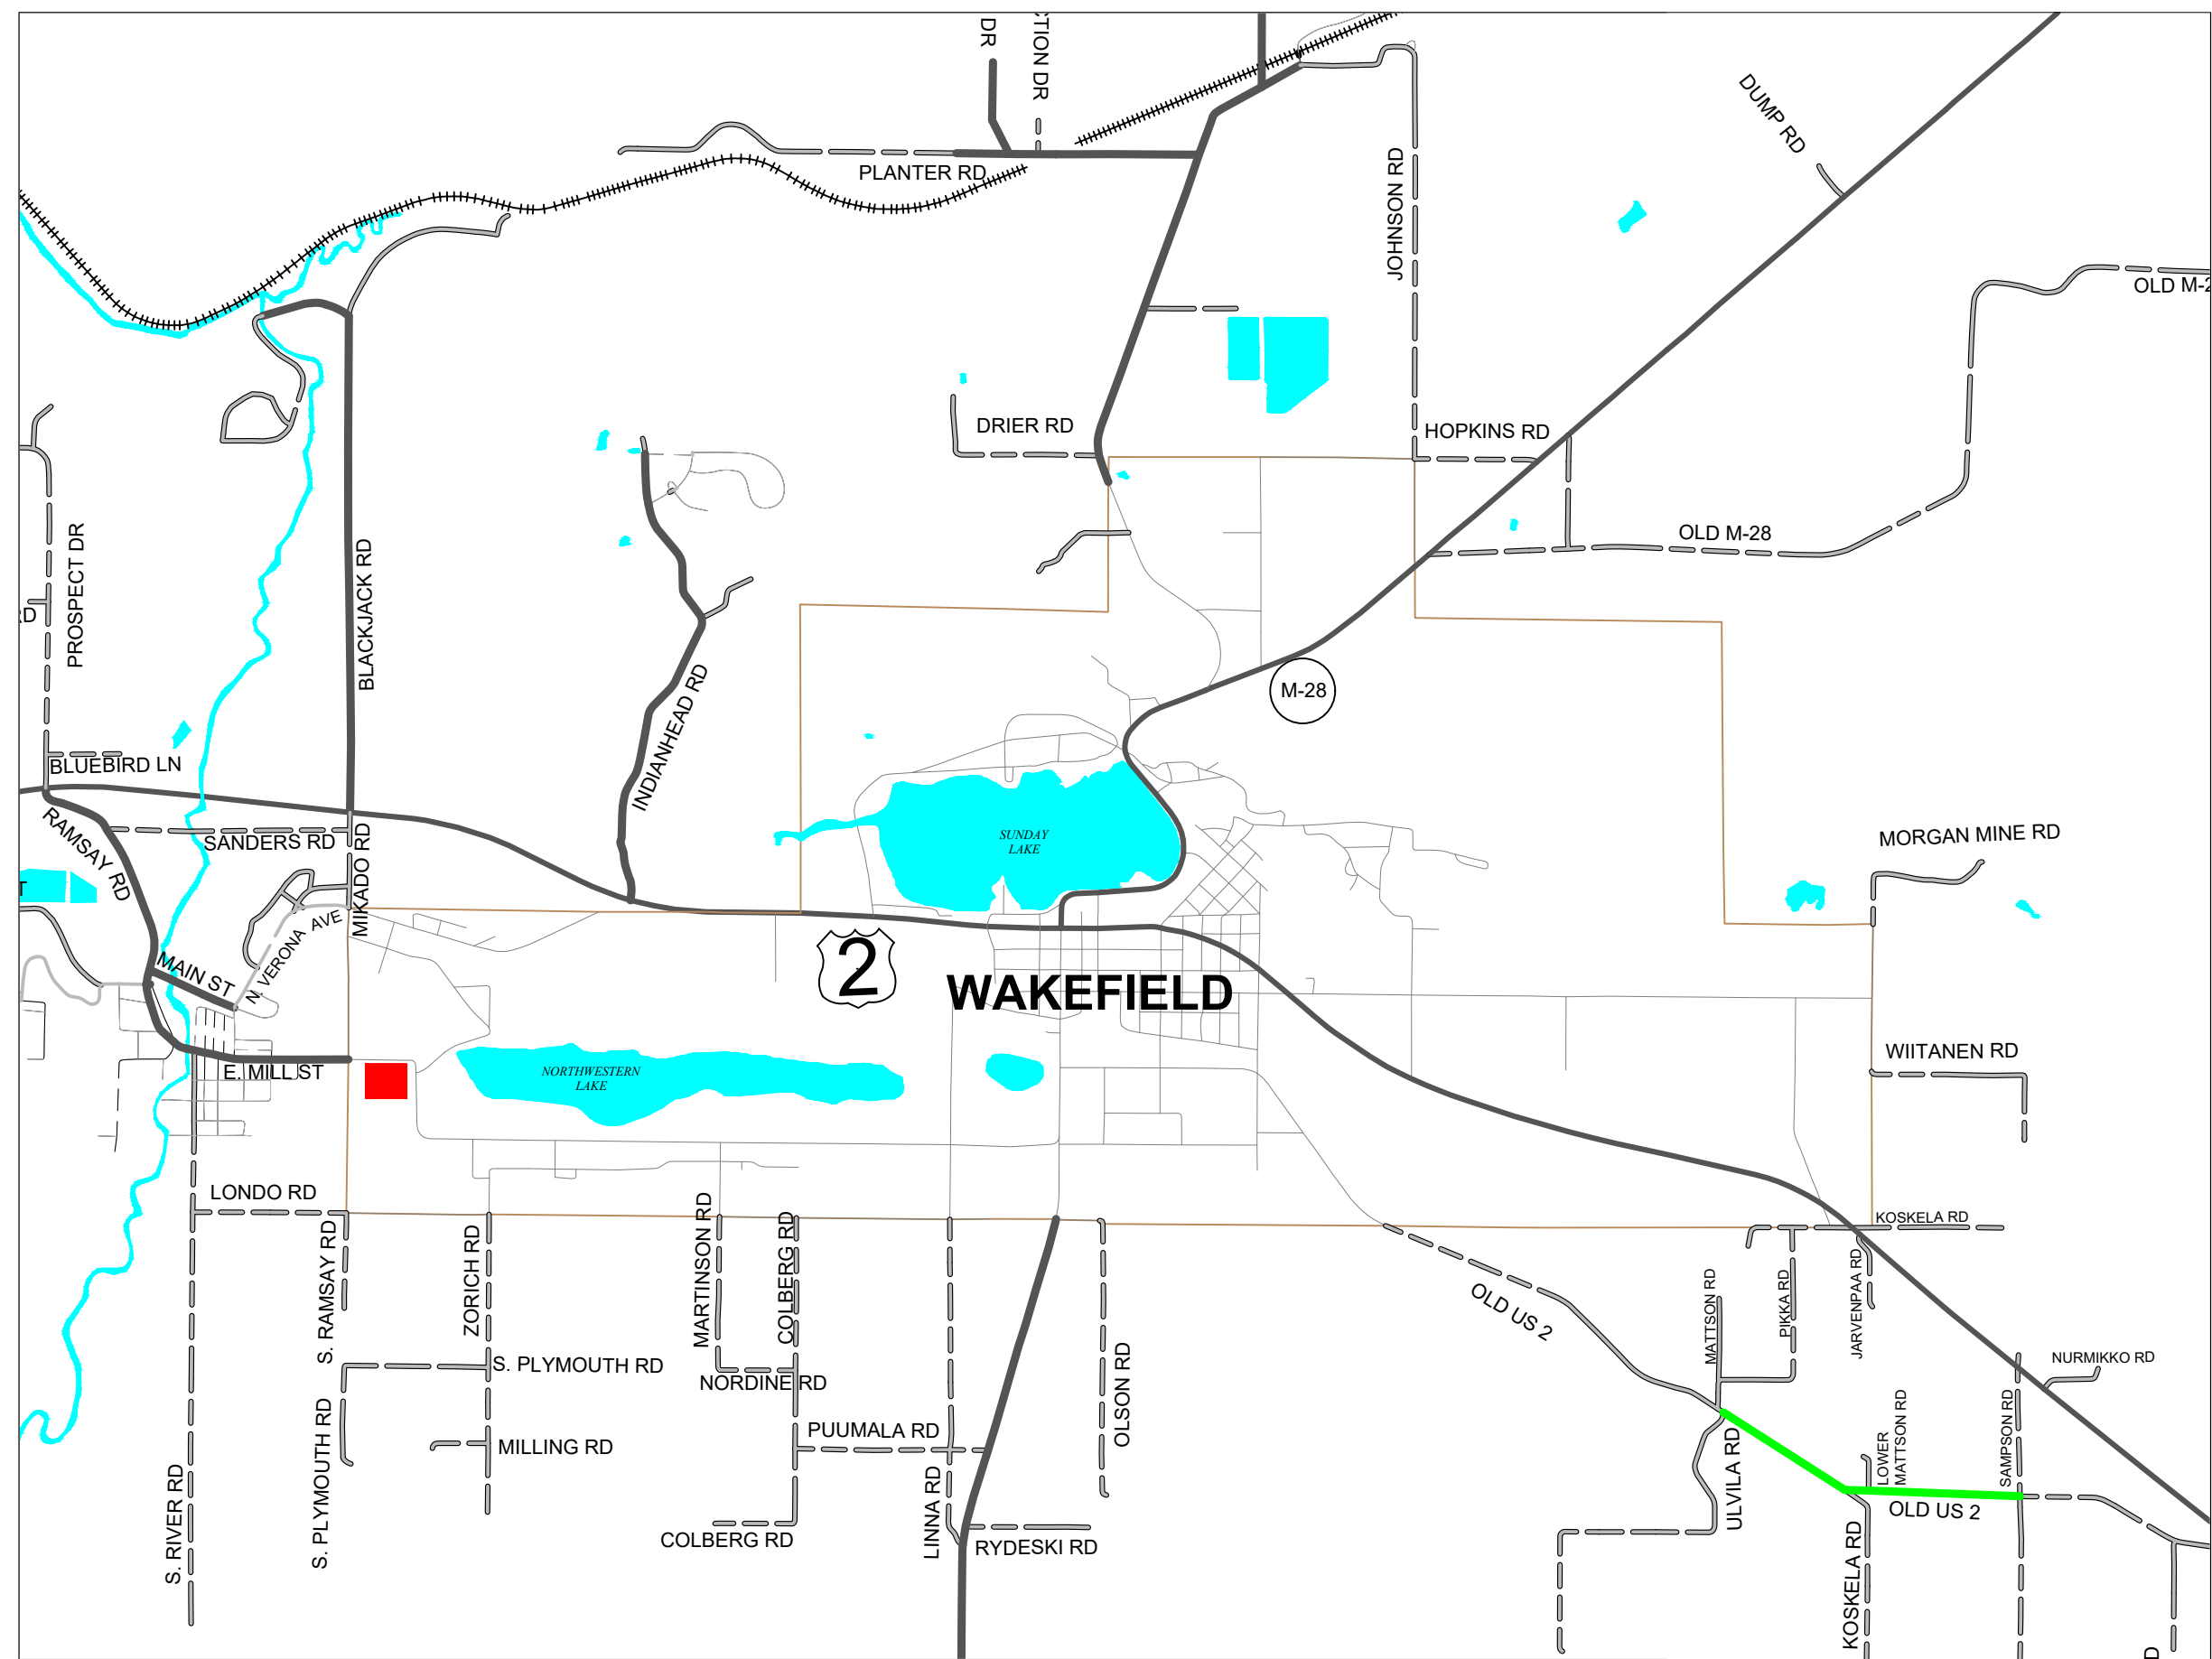 DR
CTION DR
DUMP RD
PLANTER RD
JOHNSON RD
OLD M-2
DRIER RD
HOPKINS RD
OLD M-28
PROSPECT DR
BLACKJACK RD
RD
INDIANHEAD RD
M-28
BLUEBIRD LN
RAMSAY RD
SANDERS RD
MIKADO RD
SUNDAY
LAKE
MORGAN MINE RD
T
N. VERONA AVE
MAIN ST
2
WAKEFIELD
E. MILL ST
NORTHWESTERN
LAKE
WIITANEN RD
LONDO RD
S. RAMSAY RD
ZORICH RD
MARTINSON RD
COLBERG RD
KOSKELA RD
OLD US 2
MATTSON RD
PIKKA RD
JARVENPAA RD
S. PLYMOUTH RD
NORDINE RD
OLSON RD
NURMIKKO RD
S. PLYMOUTH RD
MILLING RD
PUUMALA RD
LOWER
MATTSON RD
SAMPSON RD
S. RIVER RD
LINNA RD
ULVILA RD
OLD US 2
COLBERG RD
RYDESKI RD
KOSKELA RD
D